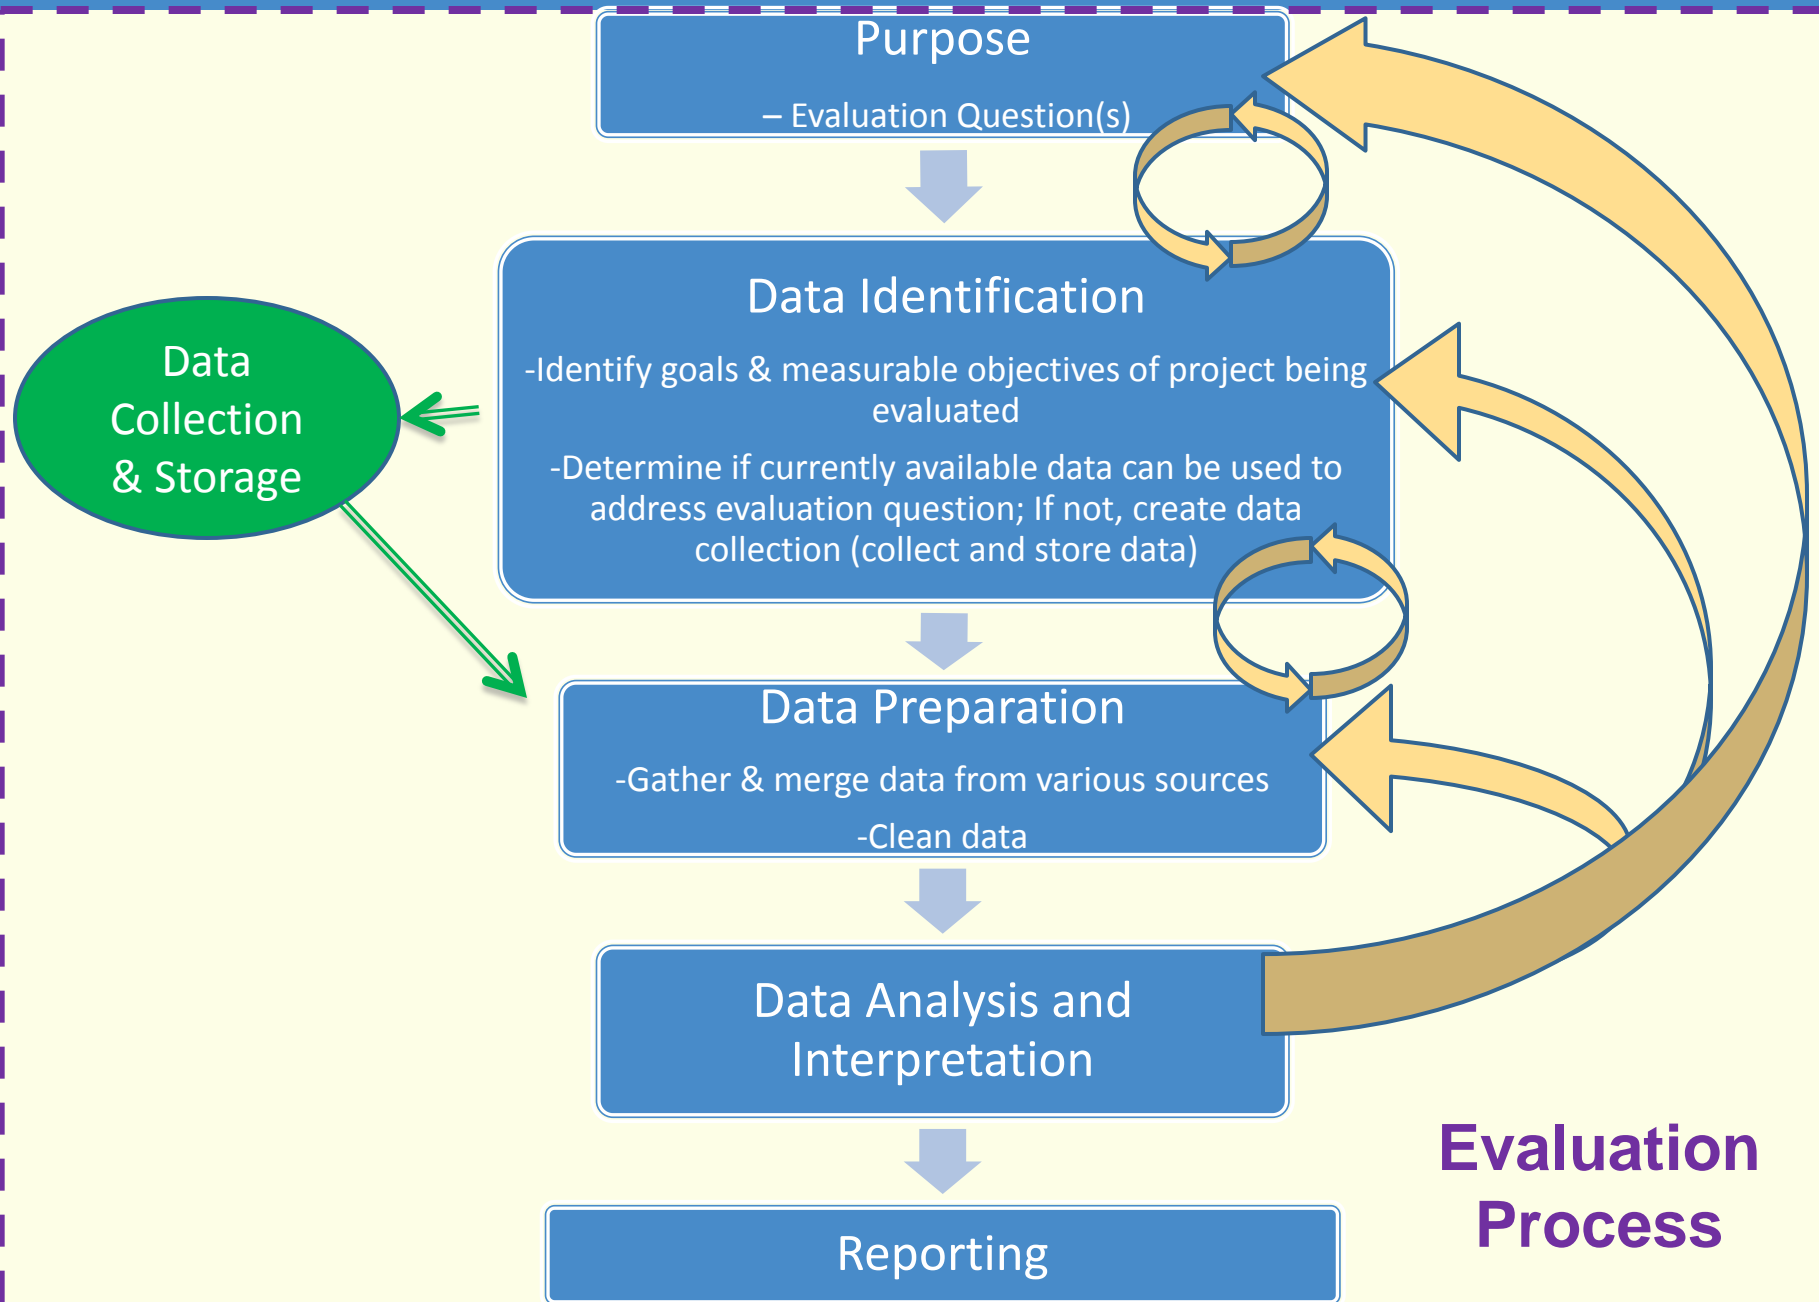 Purpose
– Evaluation Question(s)
Data Identification
-Identify goals & measurable objectives of project being
evaluated
-Determine if currently available data can be used to
address evaluation question; If not, create data
collection (collect and store data)
Data
Collection
& Storage
Data Preparation
-Gather & merge data from various sources
-Clean data
Data Analysis and
Interpretation
Reporting
Evaluation
Process